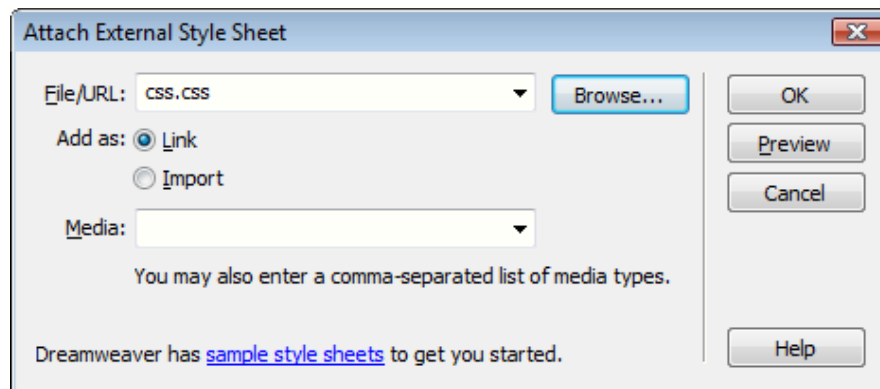 Attach External Style Sheet
File/URL: css.css Browse... OK
Add as: Link Preview
Import Cancel
Media:
You may also enter a comma-separated list of media types.
Dreamweaver has sample style sheets to get you started. Help